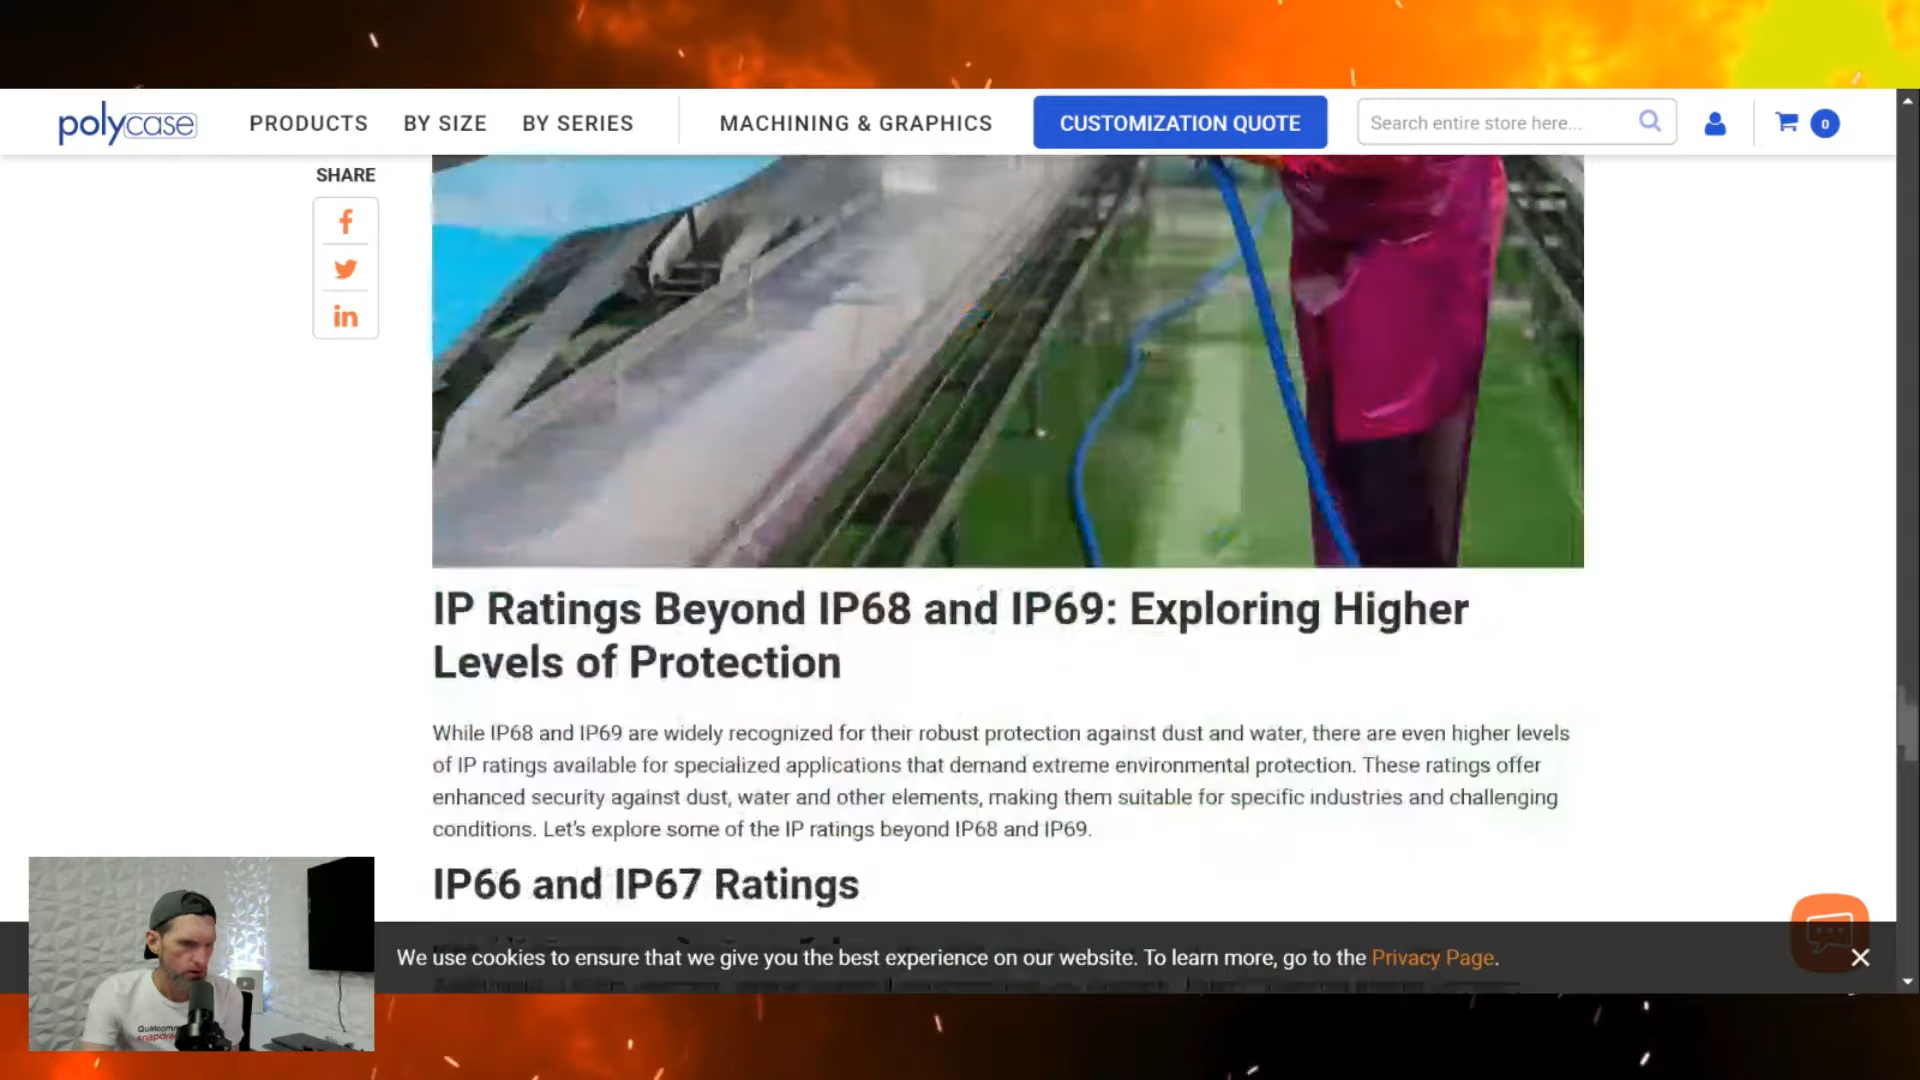 polycase
PRODUCTS BY SIZE BY SERIES MACHINING & GRAPHICS CUSTOMIZATION QUOTE Search entire store here... 0
SHARE
IP Ratings Beyond IP68 and IP69: Exploring Higher
Levels of Protection
While IP68 and IP69 are widely recognized for their robust protection against dust and water, there are even higher levels
of IP ratings available for specialized applications that demand extreme environmental protection. These ratings offer
enhanced security against dust, water and other elements, making them suitable for specific industries and challenging
conditions. Let's explore some of the IP ratings beyond IP68 and IP69.
IP66 and IP67 Ratings
We use cookies to ensure that we give you the best experience on our website. To learn more, go to the Privacy Page.
Qualcomm